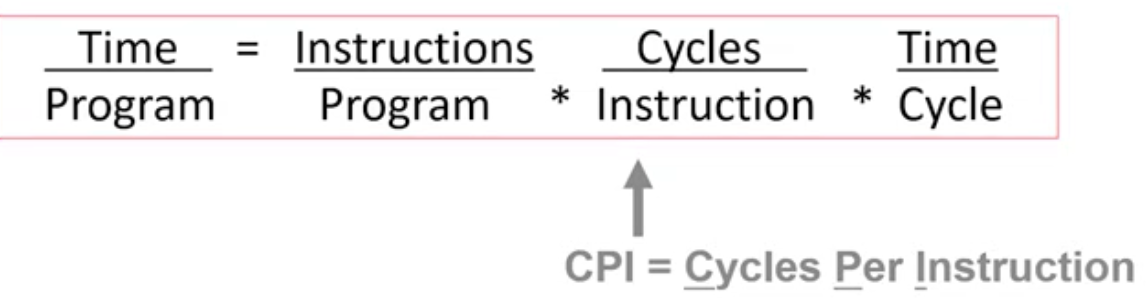 Time = Instructions Cycles Time
Program Program * Instruction * Cycle
CPI = Cycles Per Instruction